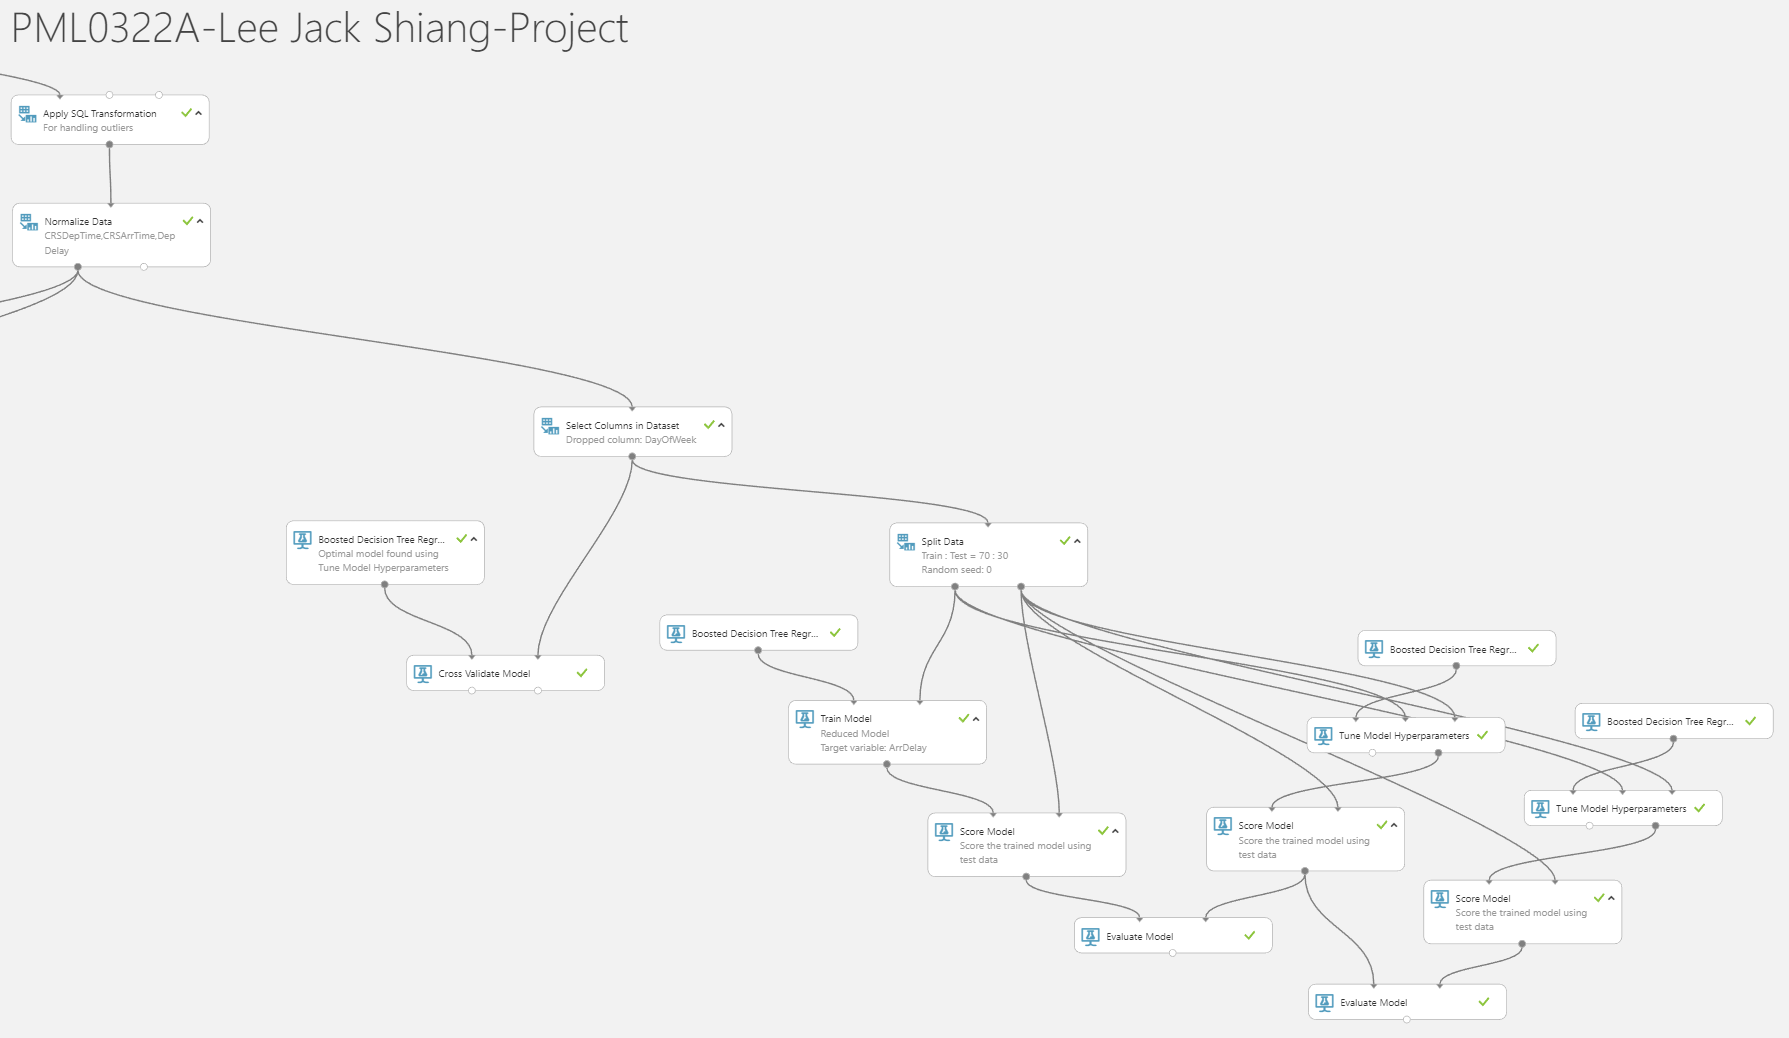 PML0322A-Lee Jack Shiang-Project
Apply SQL Transformation
For handling outliers
Normalize Data
CRSDepTime,CRSArrTime,Dep
Delay
Select Columns in Dataset
Dropped column: DayOfWeek
Boosted Decision Tree Regr...
Optimal model found using
Tune Model Hyperparameters
Split Data
Train : Test = 70 : 30
Random seed: 0
Boosted Decision Tree Regr...
Boosted Decision Tree Regr...
Cross Validate Model
Train Model
Reduced Model
Target variable: ArrDelay
Tune Model Hyperparameters
Boosted Decision Tree Regr...
Tune Model Hyperparameters
Score Model
Score the trained model using
test data
Score Model
Score the trained model using
test data
Score Model
Score the trained model using
test data
Evaluate Model
Evaluate Model